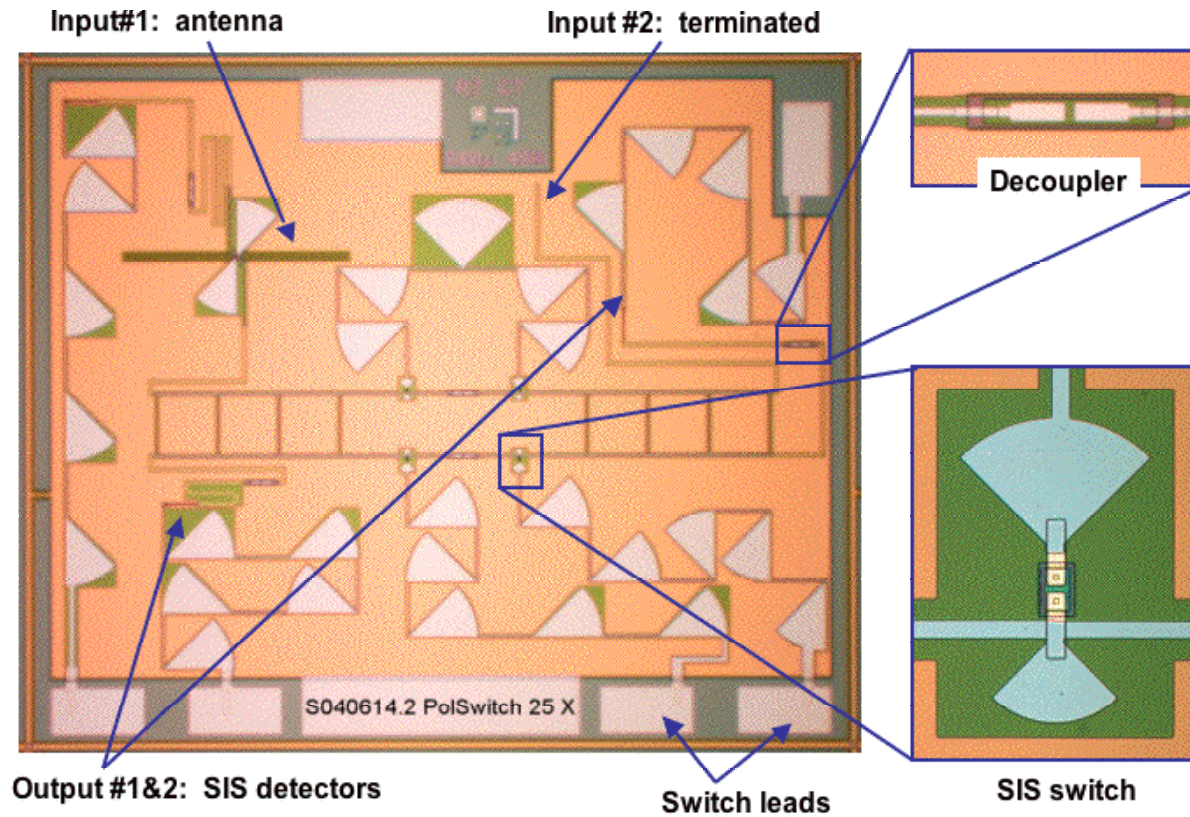 Input#1:  antenna
Input #2:  terminated
Decoupler
S040614.2 PolSwitch 25 X
Output #1&2:  SIS detectors
Switch leads
SIS switch